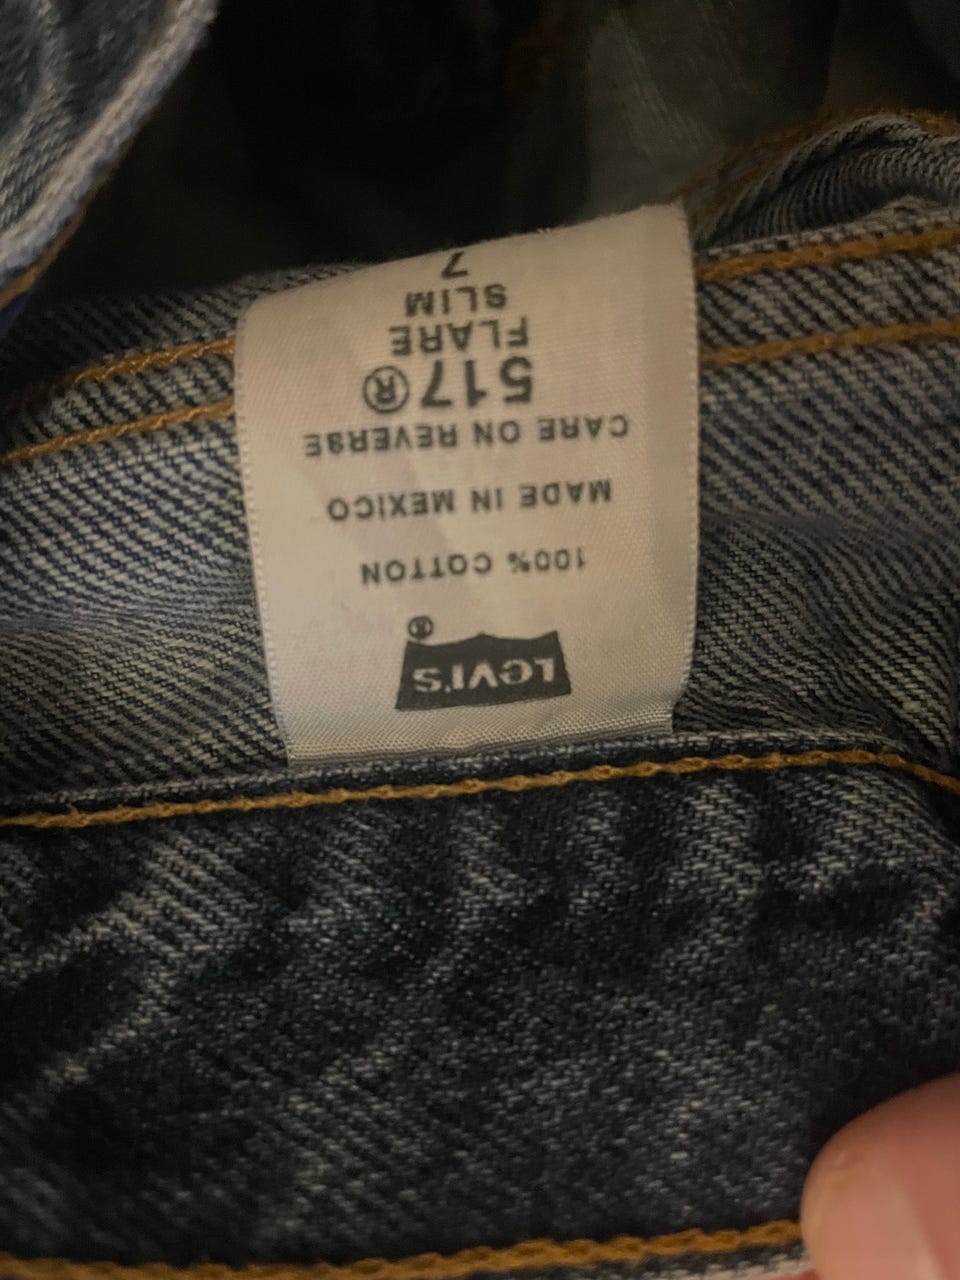 LEVI'S ®
100% COTTON
MADE IN MEXICO
CARE ON REVERSE
517®
FLARE
SLIM
7